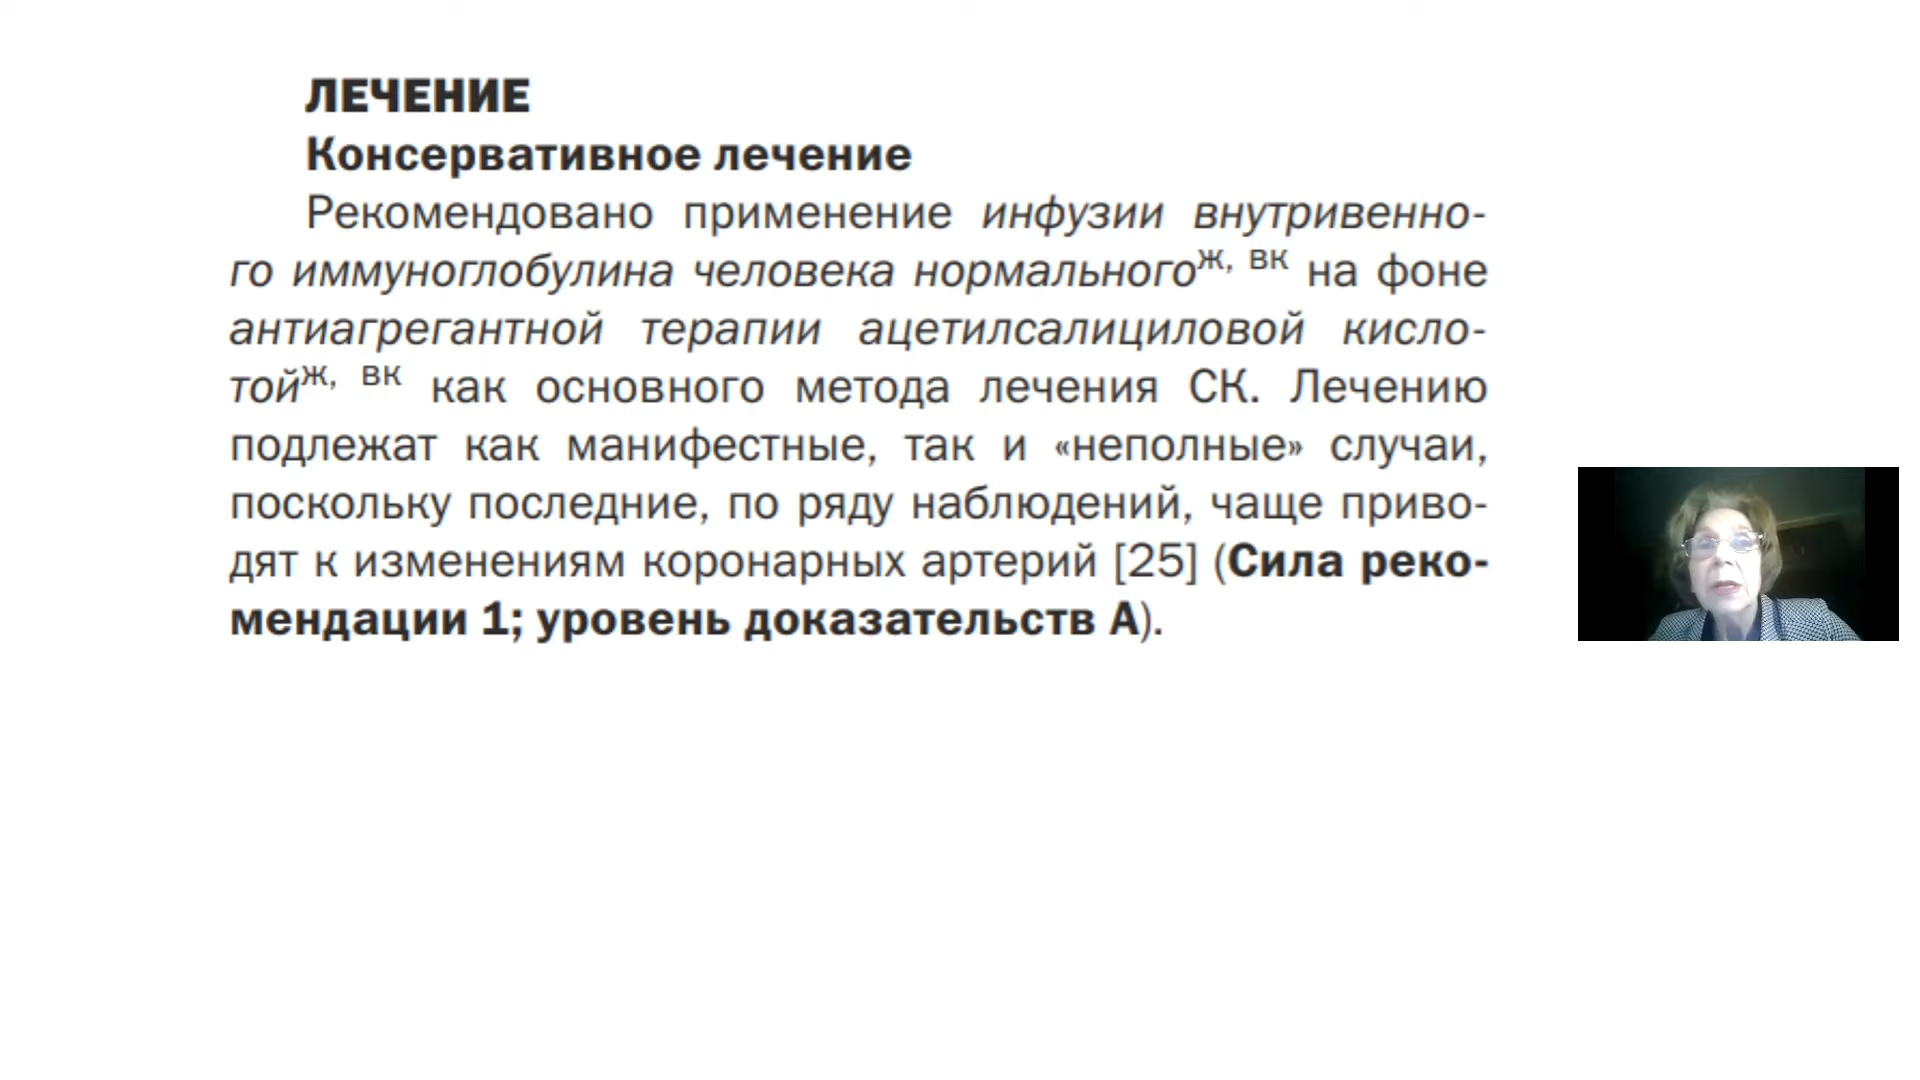 ЛЕЧЕНИЕ
Консервативное лечение
Рекомендовано применение инфузии внутривенно-
го иммуноглобулина человека нормальногож, вк на фоне
антиагрегантной терапии ацетилсалициловой кисло-
тойж, вк как основного метода лечения СК. Лечению
подлежат как манифестные, так и «неполные» случаи,
поскольку последние, по ряду наблюдений, чаще приво-
дят к изменениям коронарных артерий [25] (Сила реко-
мендации 1; уровень доказательств А).